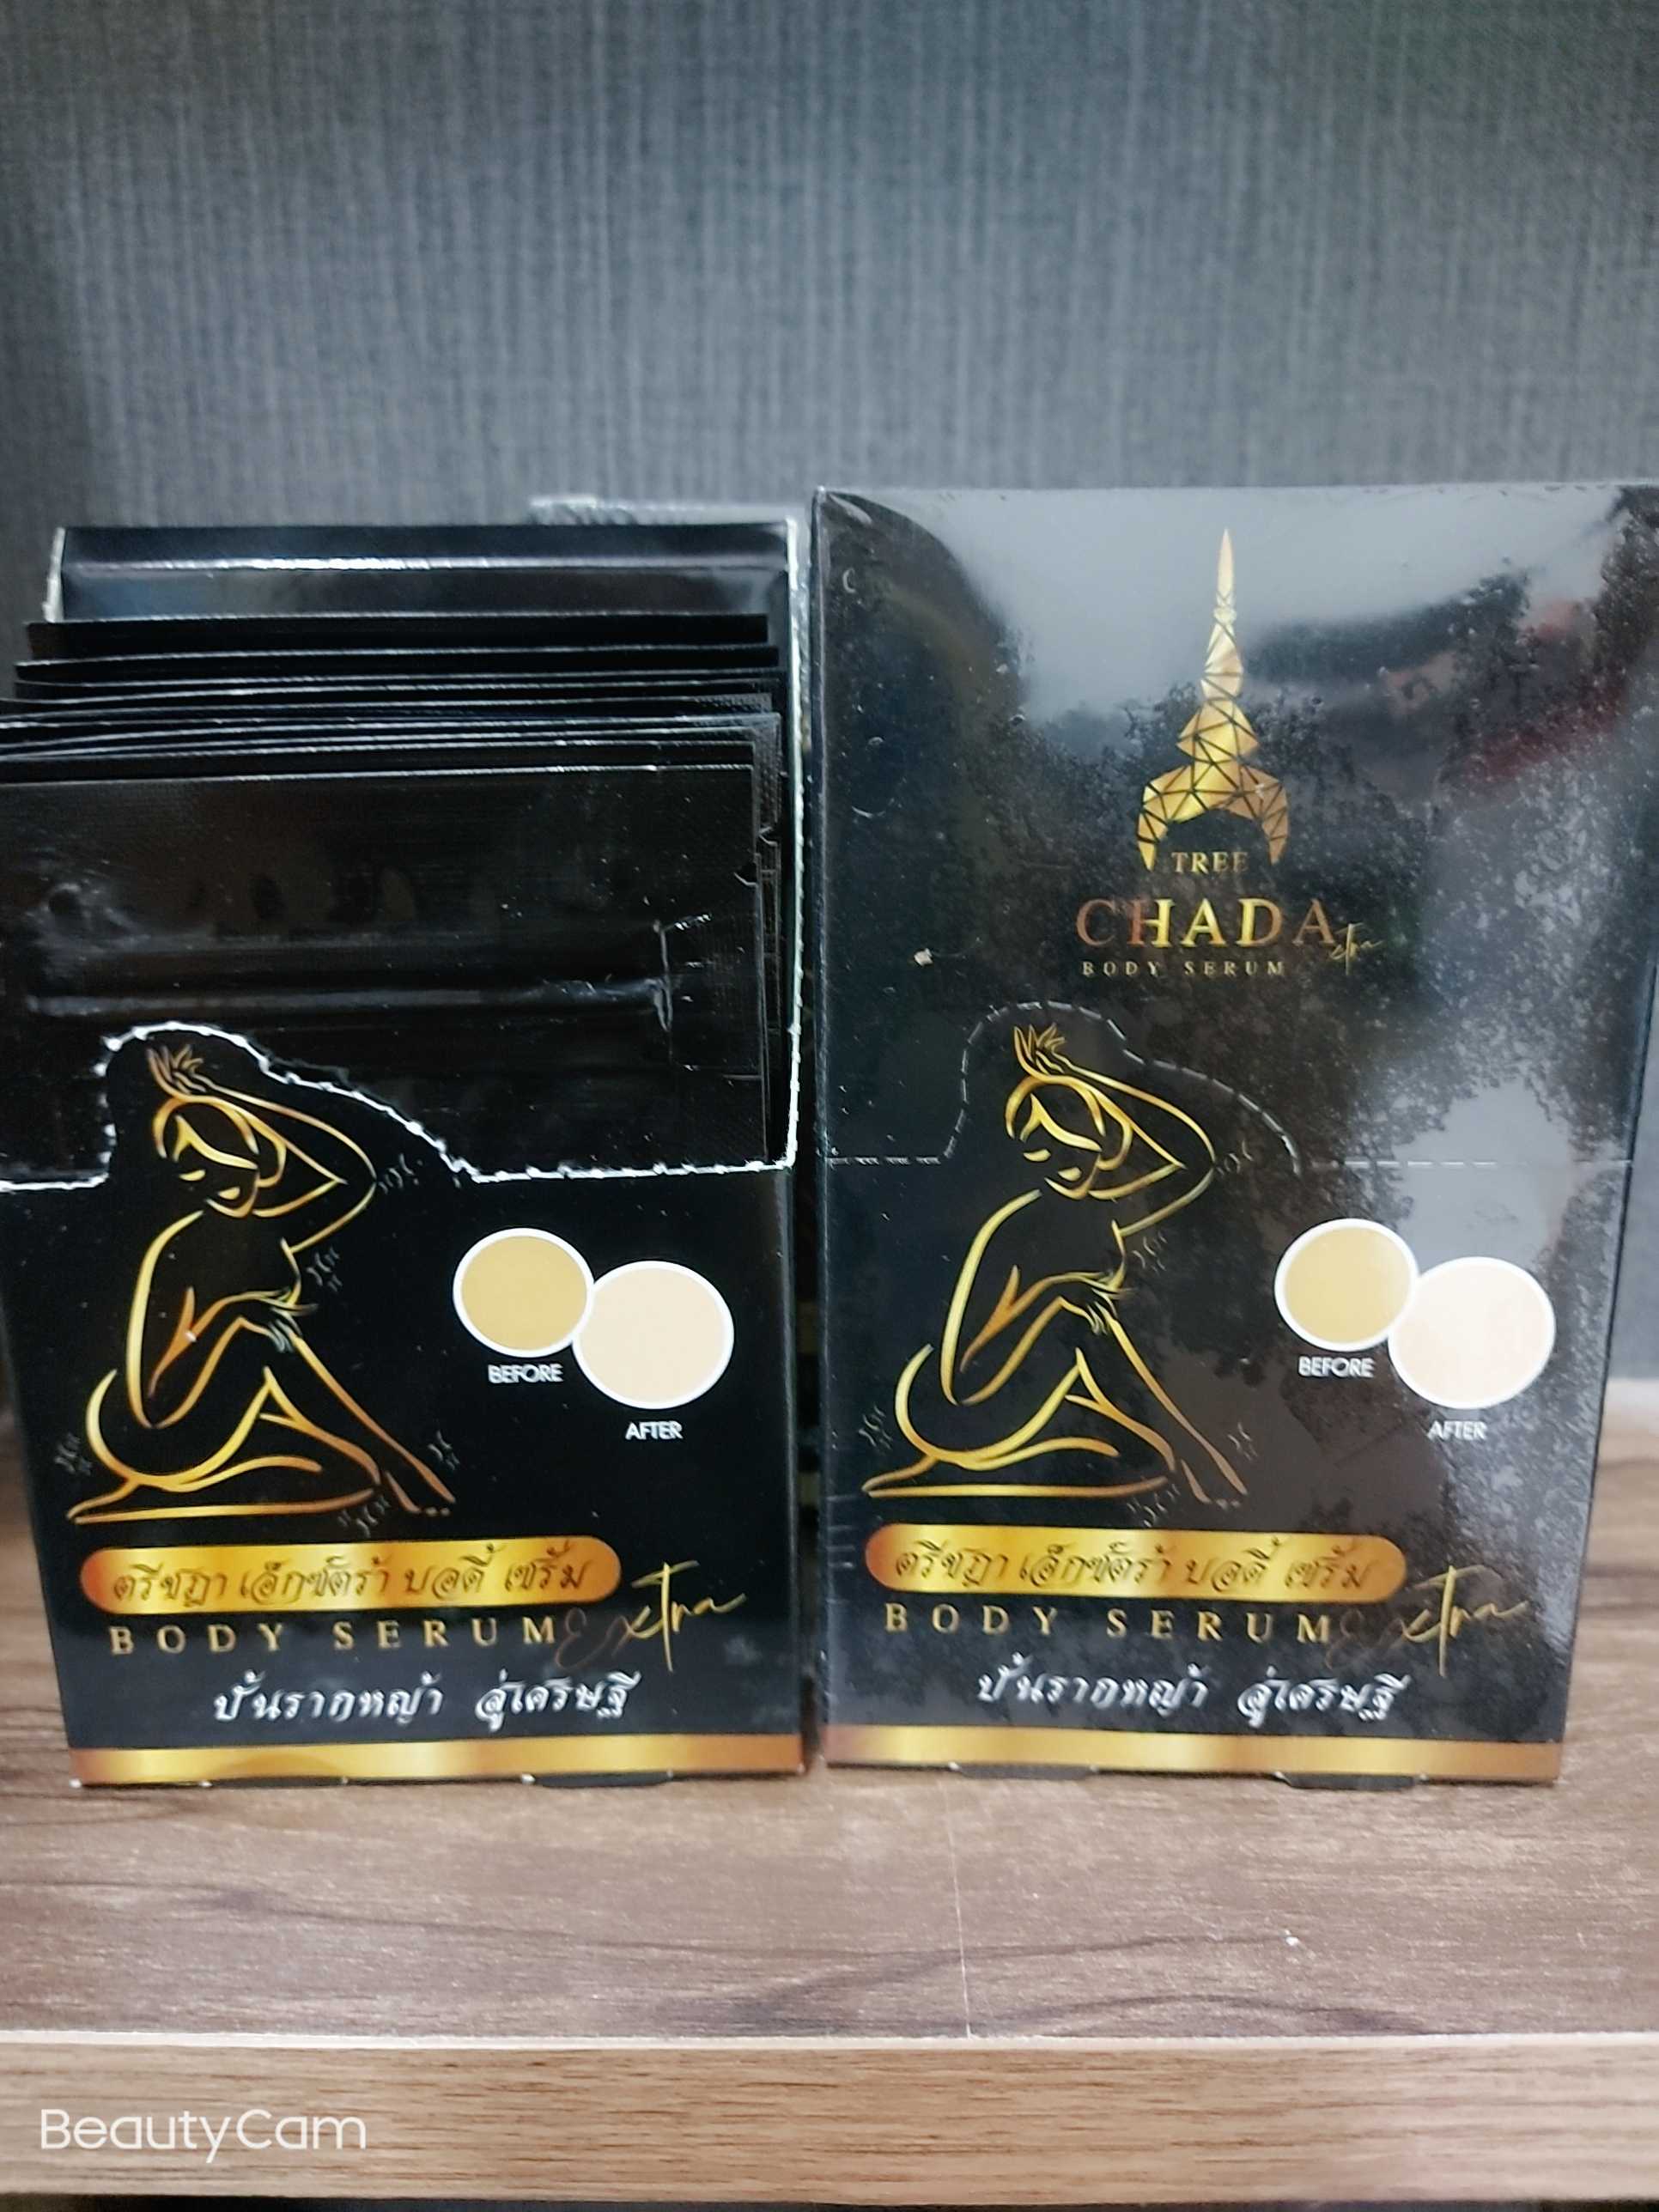 TREE
CHADA
extra
BODY SERUM
BEFORE
AFTER
ตรีชฎา เอ็กซ์ตร้า บอดี้ เซรั่ม
BODY SERUM Extra
ปั้นรากหญ้า สู่เศรษฐี
BEFORE
AFTER
ตรีชฎา เอ็กซ์ตร้า บอดี้ เซรั่ม
BODY SERUM Extra
ปั้นรากหญ้า สู่เศรษฐี
BeautyCam